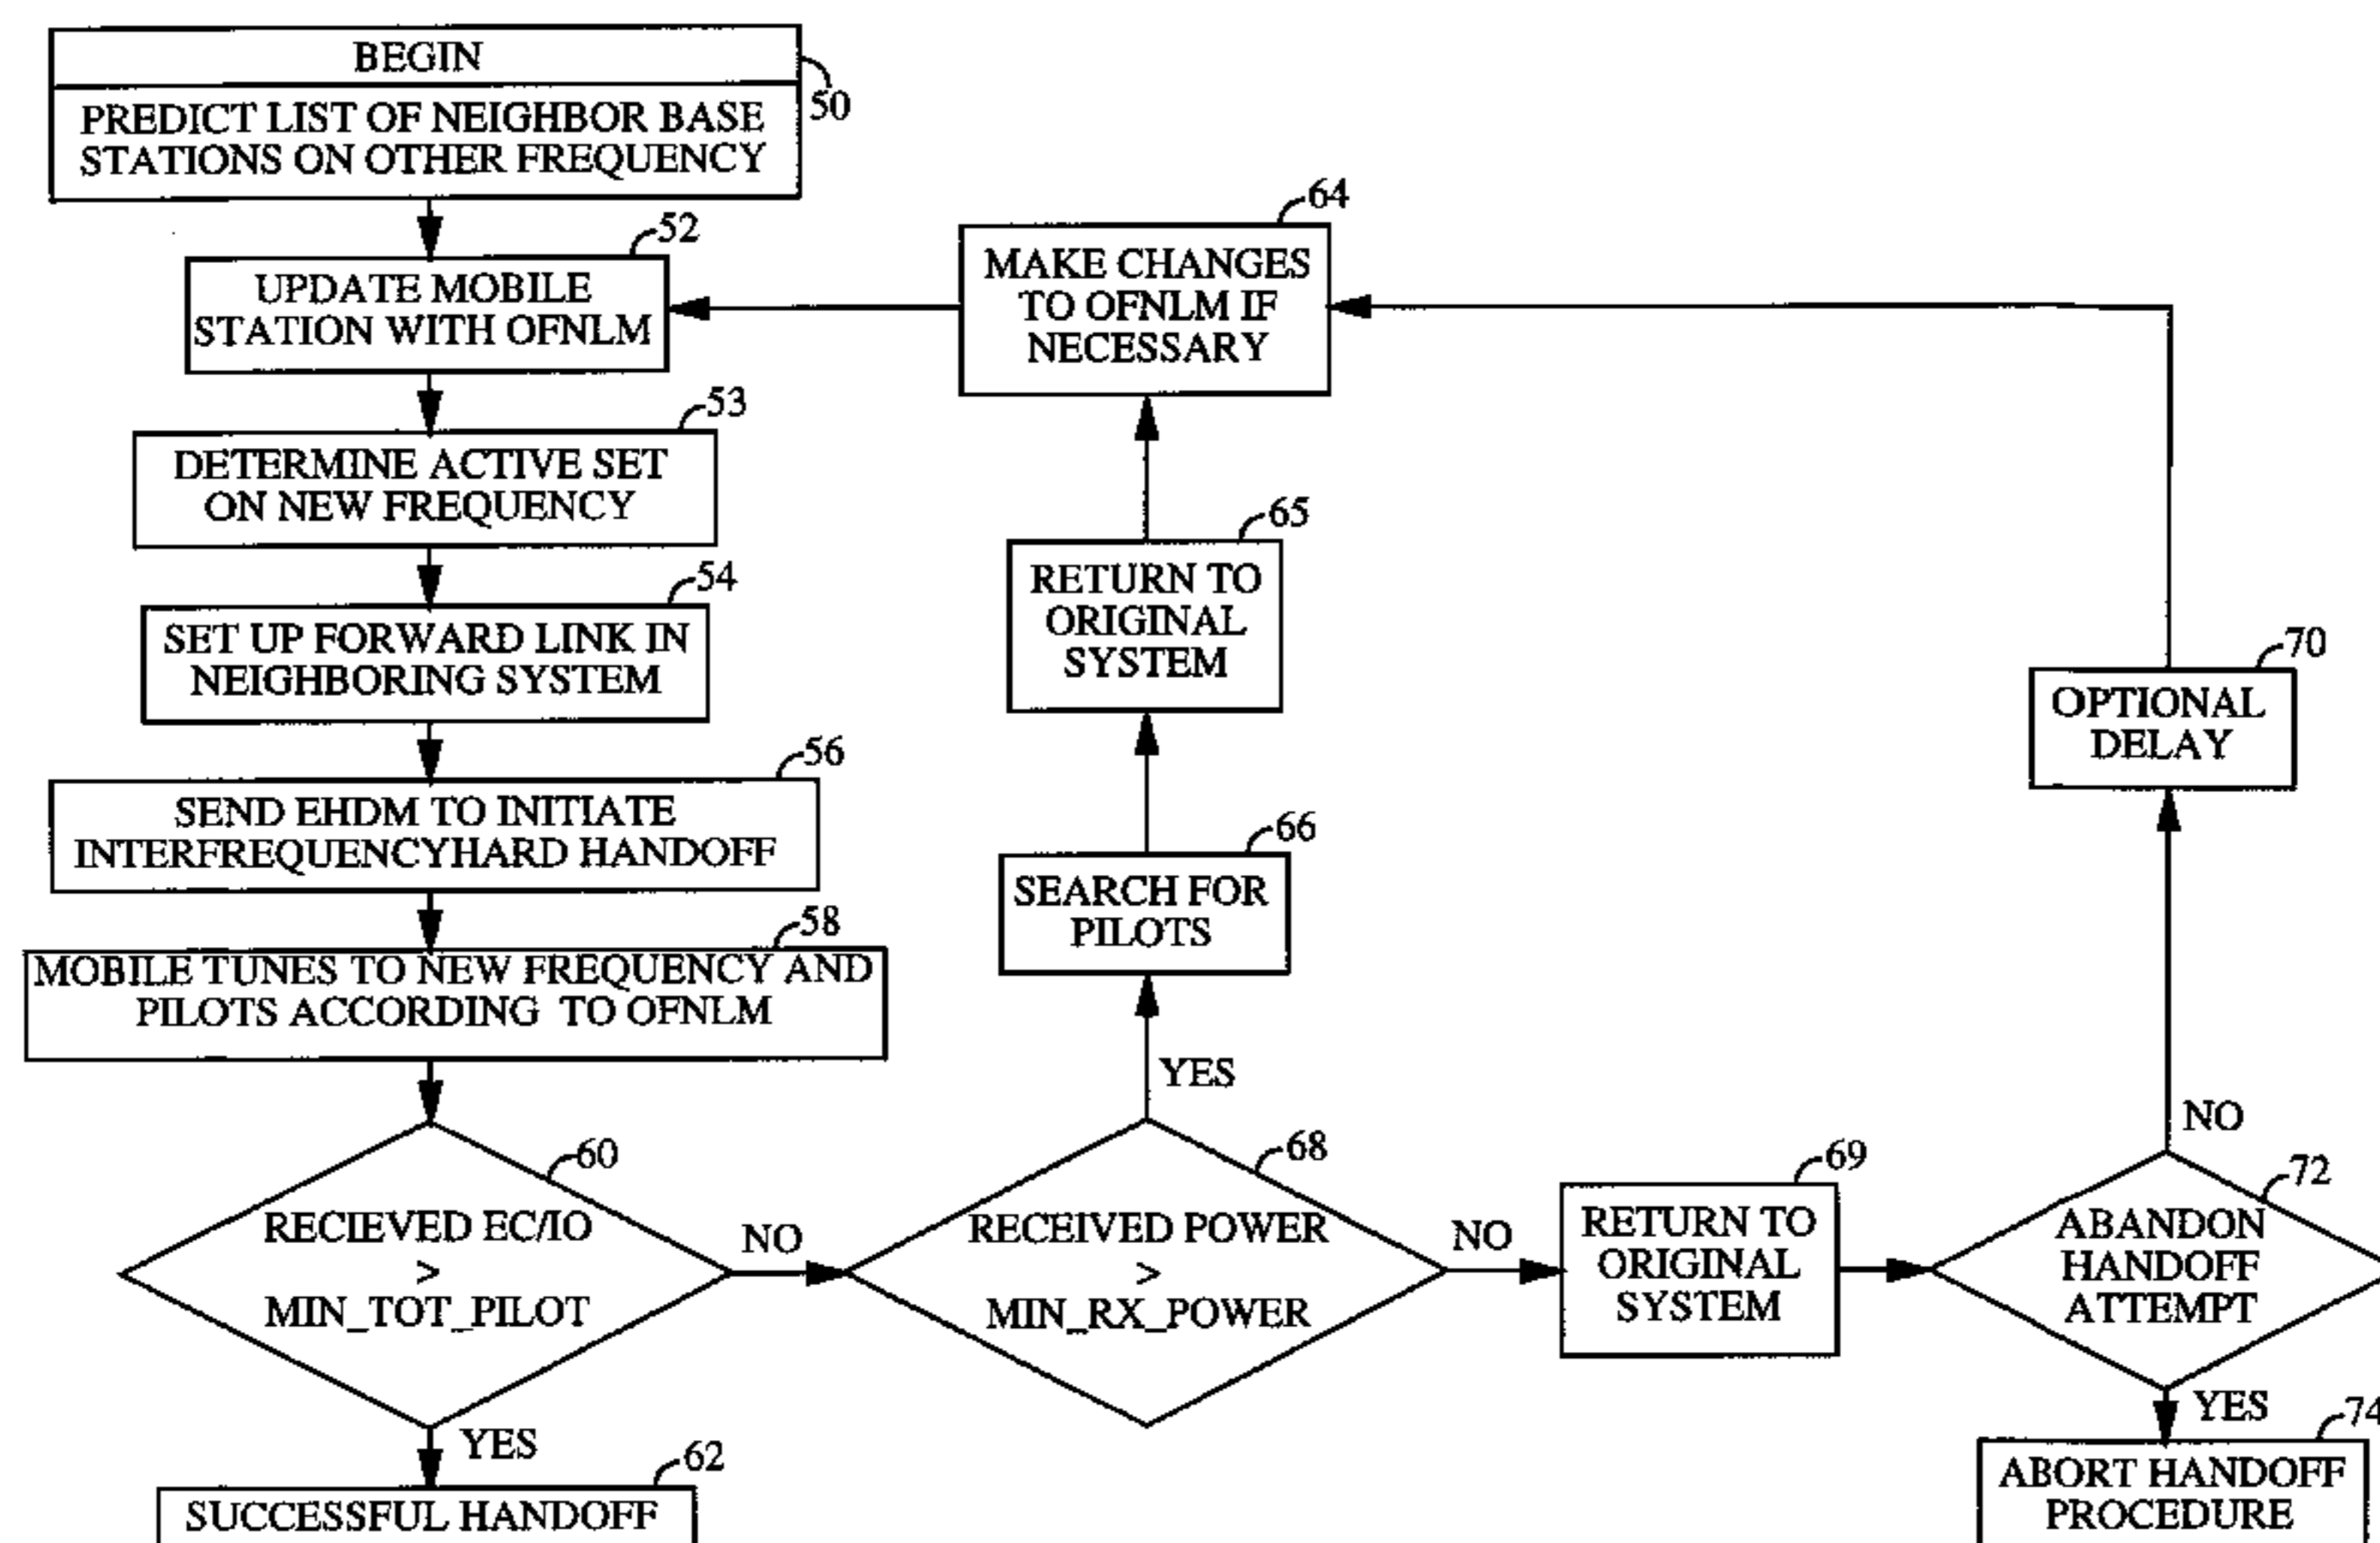 BEGIN
50
PREDICT LIST OF NEIGHBOR BASE
STATIONS ON OTHER FREQUENCY
52
UPDATE MOBILE
STATION WITH OFNLM
53
DETERMINE ACTIVE SET
ON NEW FREQUENCY
54
SET UP FORWARD LINK IN
NEIGHBORING SYSTEM
56
SEND EHDM TO INITIATE
INTERFREQUENCYHARD HANDOFF
58
MOBILE TUNES TO NEW FREQUENCY AND
PILOTS ACCORDING TO OFNLM
60
RECIEVED EC/IO
>
MIN_TOT_PILOT
NO
YES
62
SUCCESSFUL HANDOFF
64
MAKE CHANGES
TO OFNLM IF
NECESSARY
65
RETURN TO
ORIGINAL
SYSTEM
66
SEARCH FOR
PILOTS
YES
68
RECEIVED POWER
>
MIN_RX_POWER
NO
69
RETURN TO
ORIGINAL
SYSTEM
70
OPTIONAL
DELAY
NO
72
ABANDON
HANDOFF
ATTEMPT
YES
74
ABORT HANDOFF
PROCEDURE